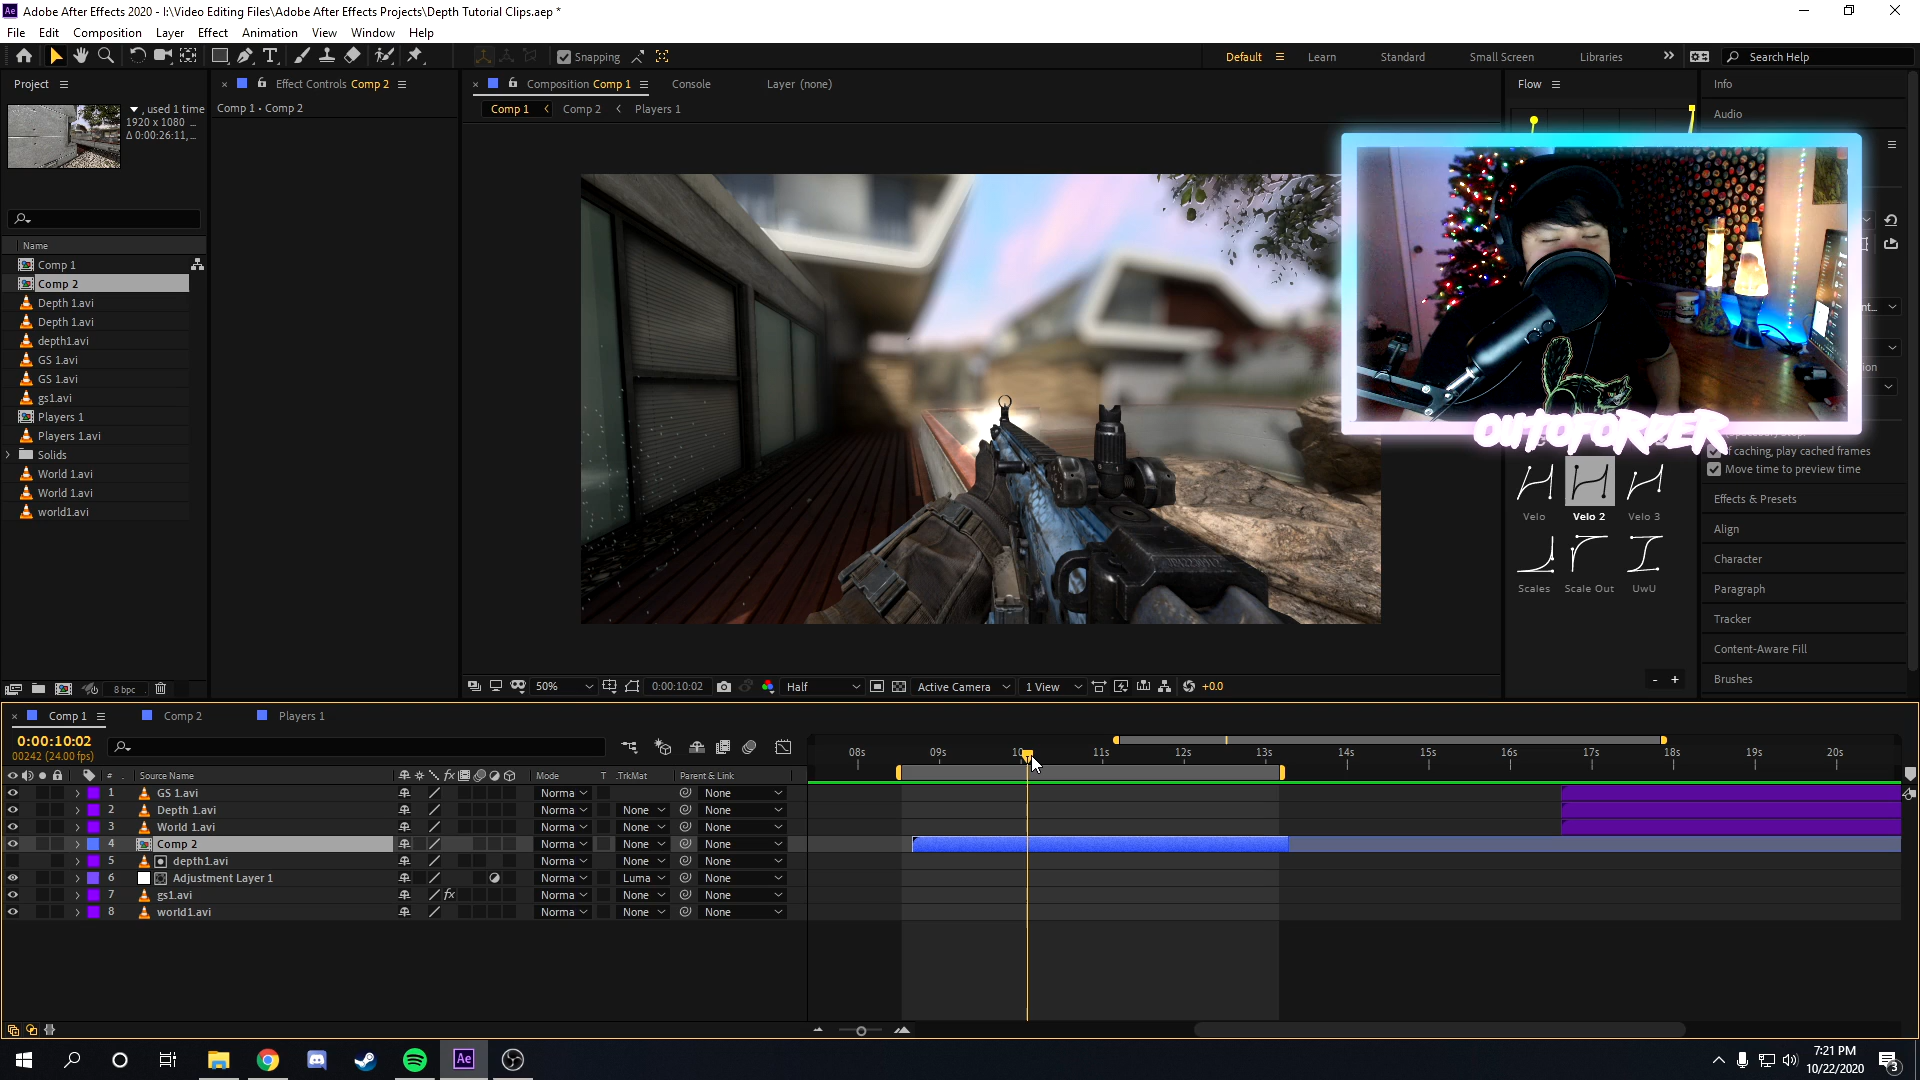 Adobe After Effects 2020 - I:\Video Editing Files\Adobe After Effects Projects\Depth Tutorial Clips.aep *
File Edit Composition Layer Effect Animation View Window Help
Snapping
Default Learn Standard Small Screen Libraries Search Help
Project
, used 1 time
1920 x 1080 ...
Δ 0:00:26:11, ...
Name
Comp 1
Comp 2
Depth 1.avi
Depth 1.avi
depth1.avi
GS 1.avi
GS 1.avi
gs1.avi
Players 1
Players 1.avi
Solids
World 1.avi
World 1.avi
world1.avi
8 bpc
Effect Controls Comp 2
Comp 1 • Comp 2
Composition Comp 1 Console Layer (none)
Comp 1 Comp 2 Players 1
50% 0:00:10:02 Half Active Camera 1 View +0.0
Flow
Velo Velo 2 Velo 3
Scales Scale Out UwU
- +
OUTOFORDER
Info
Audio
If caching, play cached frames
Move time to preview time
Effects & Presets
Align
Character
Paragraph
Tracker
Content-Aware Fill
Brushes
Comp 1 Comp 2 Players 1
0:00:10:02
00242 (24.00 fps)
# Source Name fx Mode T .TrkMat Parent & Link
1 GS 1.avi Norma None
2 Depth 1.avi Norma None None
3 World 1.avi Norma None None
4 Comp 2 Norma None None
5 depth1.avi Norma None None
6 Adjustment Layer 1 Norma Luma None
7 gs1.avi fx Norma None None
8 world1.avi Norma None None
08s 09s 10s 11s 12s 13s 14s 15s 16s 17s 18s 19s 20s
Ae
7:21 PM
10/22/2020
3